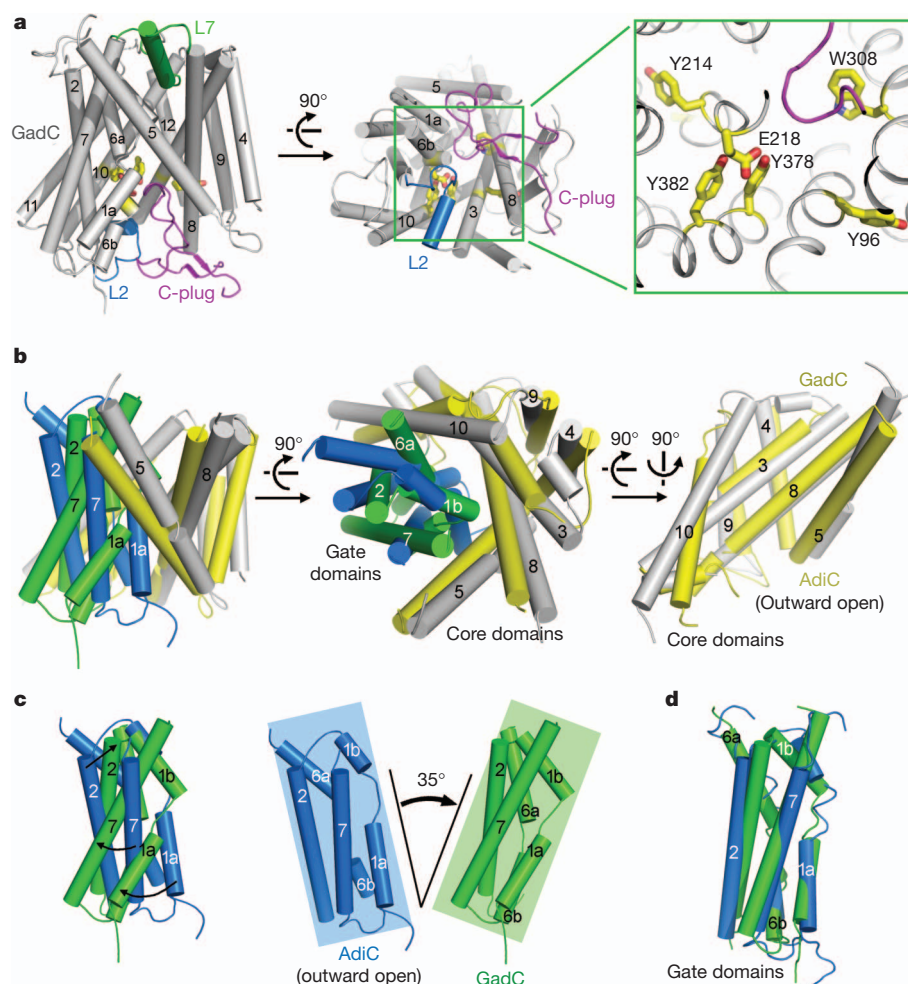 a
L7
2
GadC
7
6a
5
12
4
10
9
11
1a
8
6b
L2
C-plug
90°
5
1a
6b
10
3
8
C-plug
L2
Y214
W308
E218
Y378
Y382
Y96
b
2
2
5
8
7
7
1a
1a
90°
9
10
4
6a
2
1b
7
3
8
5
Gate
domains
Core domains
90° 90°
GadC
4
3
8
10
9
5
AdiC
(Outward open)
Core domains
c
2
2
1b
7
7
1a
1a
1b
6a
2
7
1a
6b
AdiC
(outward open)
35°
2
1b
7
6a
1a
6b
GadC
d
6a
1b
7
2
1a
6b
Gate domains